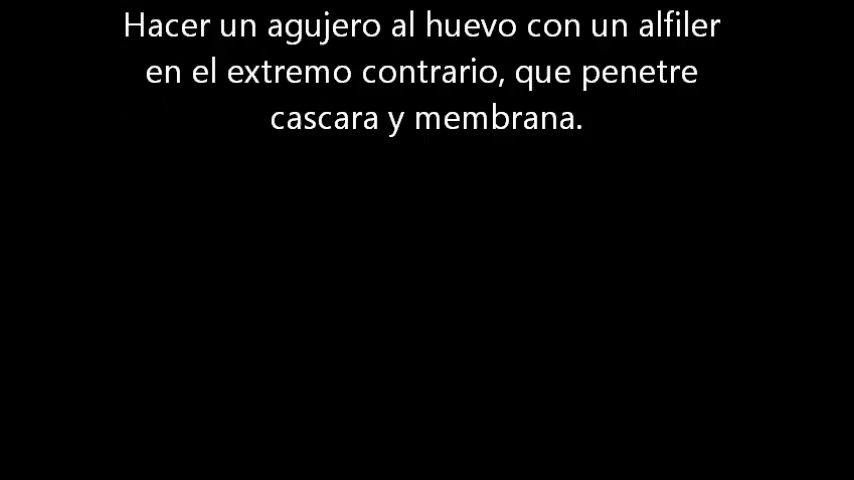 Hacer un agujero al huevo con un alfiler
en el extremo contrario, que penetre
cascara y membrana.